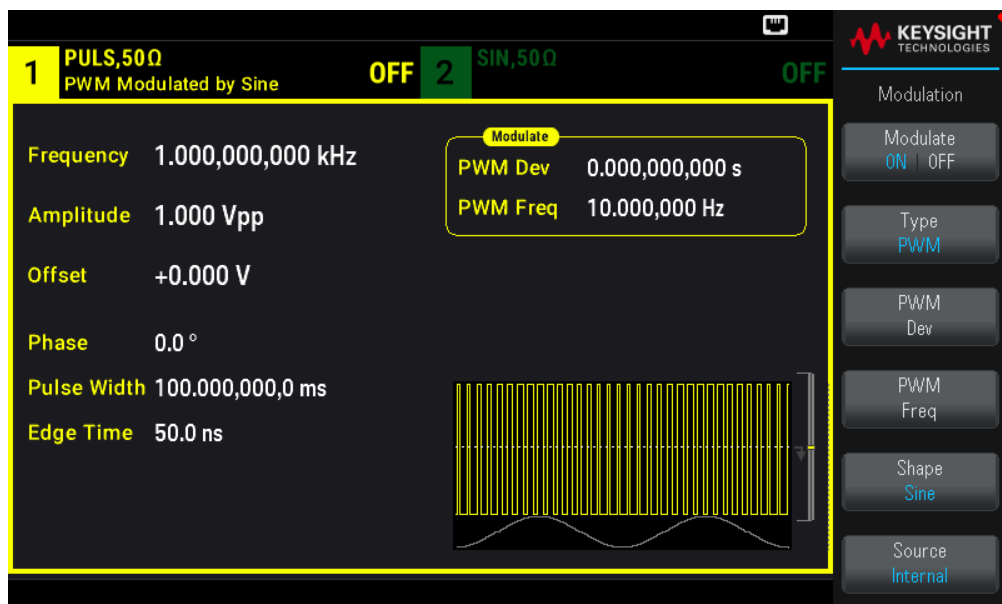 1
PULS,50Ω
PWM Modulated by Sine
OFF
2
SIN,50Ω
OFF
Frequency 1.000,000,000 kHz
Amplitude 1.000 Vpp
Offset +0.000 V
Phase 0.0 °
Pulse Width 100.000,000,0 ms
Edge Time 50.0 ns
Modulate
PWM Dev 0.000,000,000 s
PWM Freq 10.000,000 Hz
KEYSIGHT
TECHNOLOGIES
Modulation
Modulate
ON | OFF
Type
PWM
PWM
Dev
PWM
Freq
Shape
Sine
Source
Internal